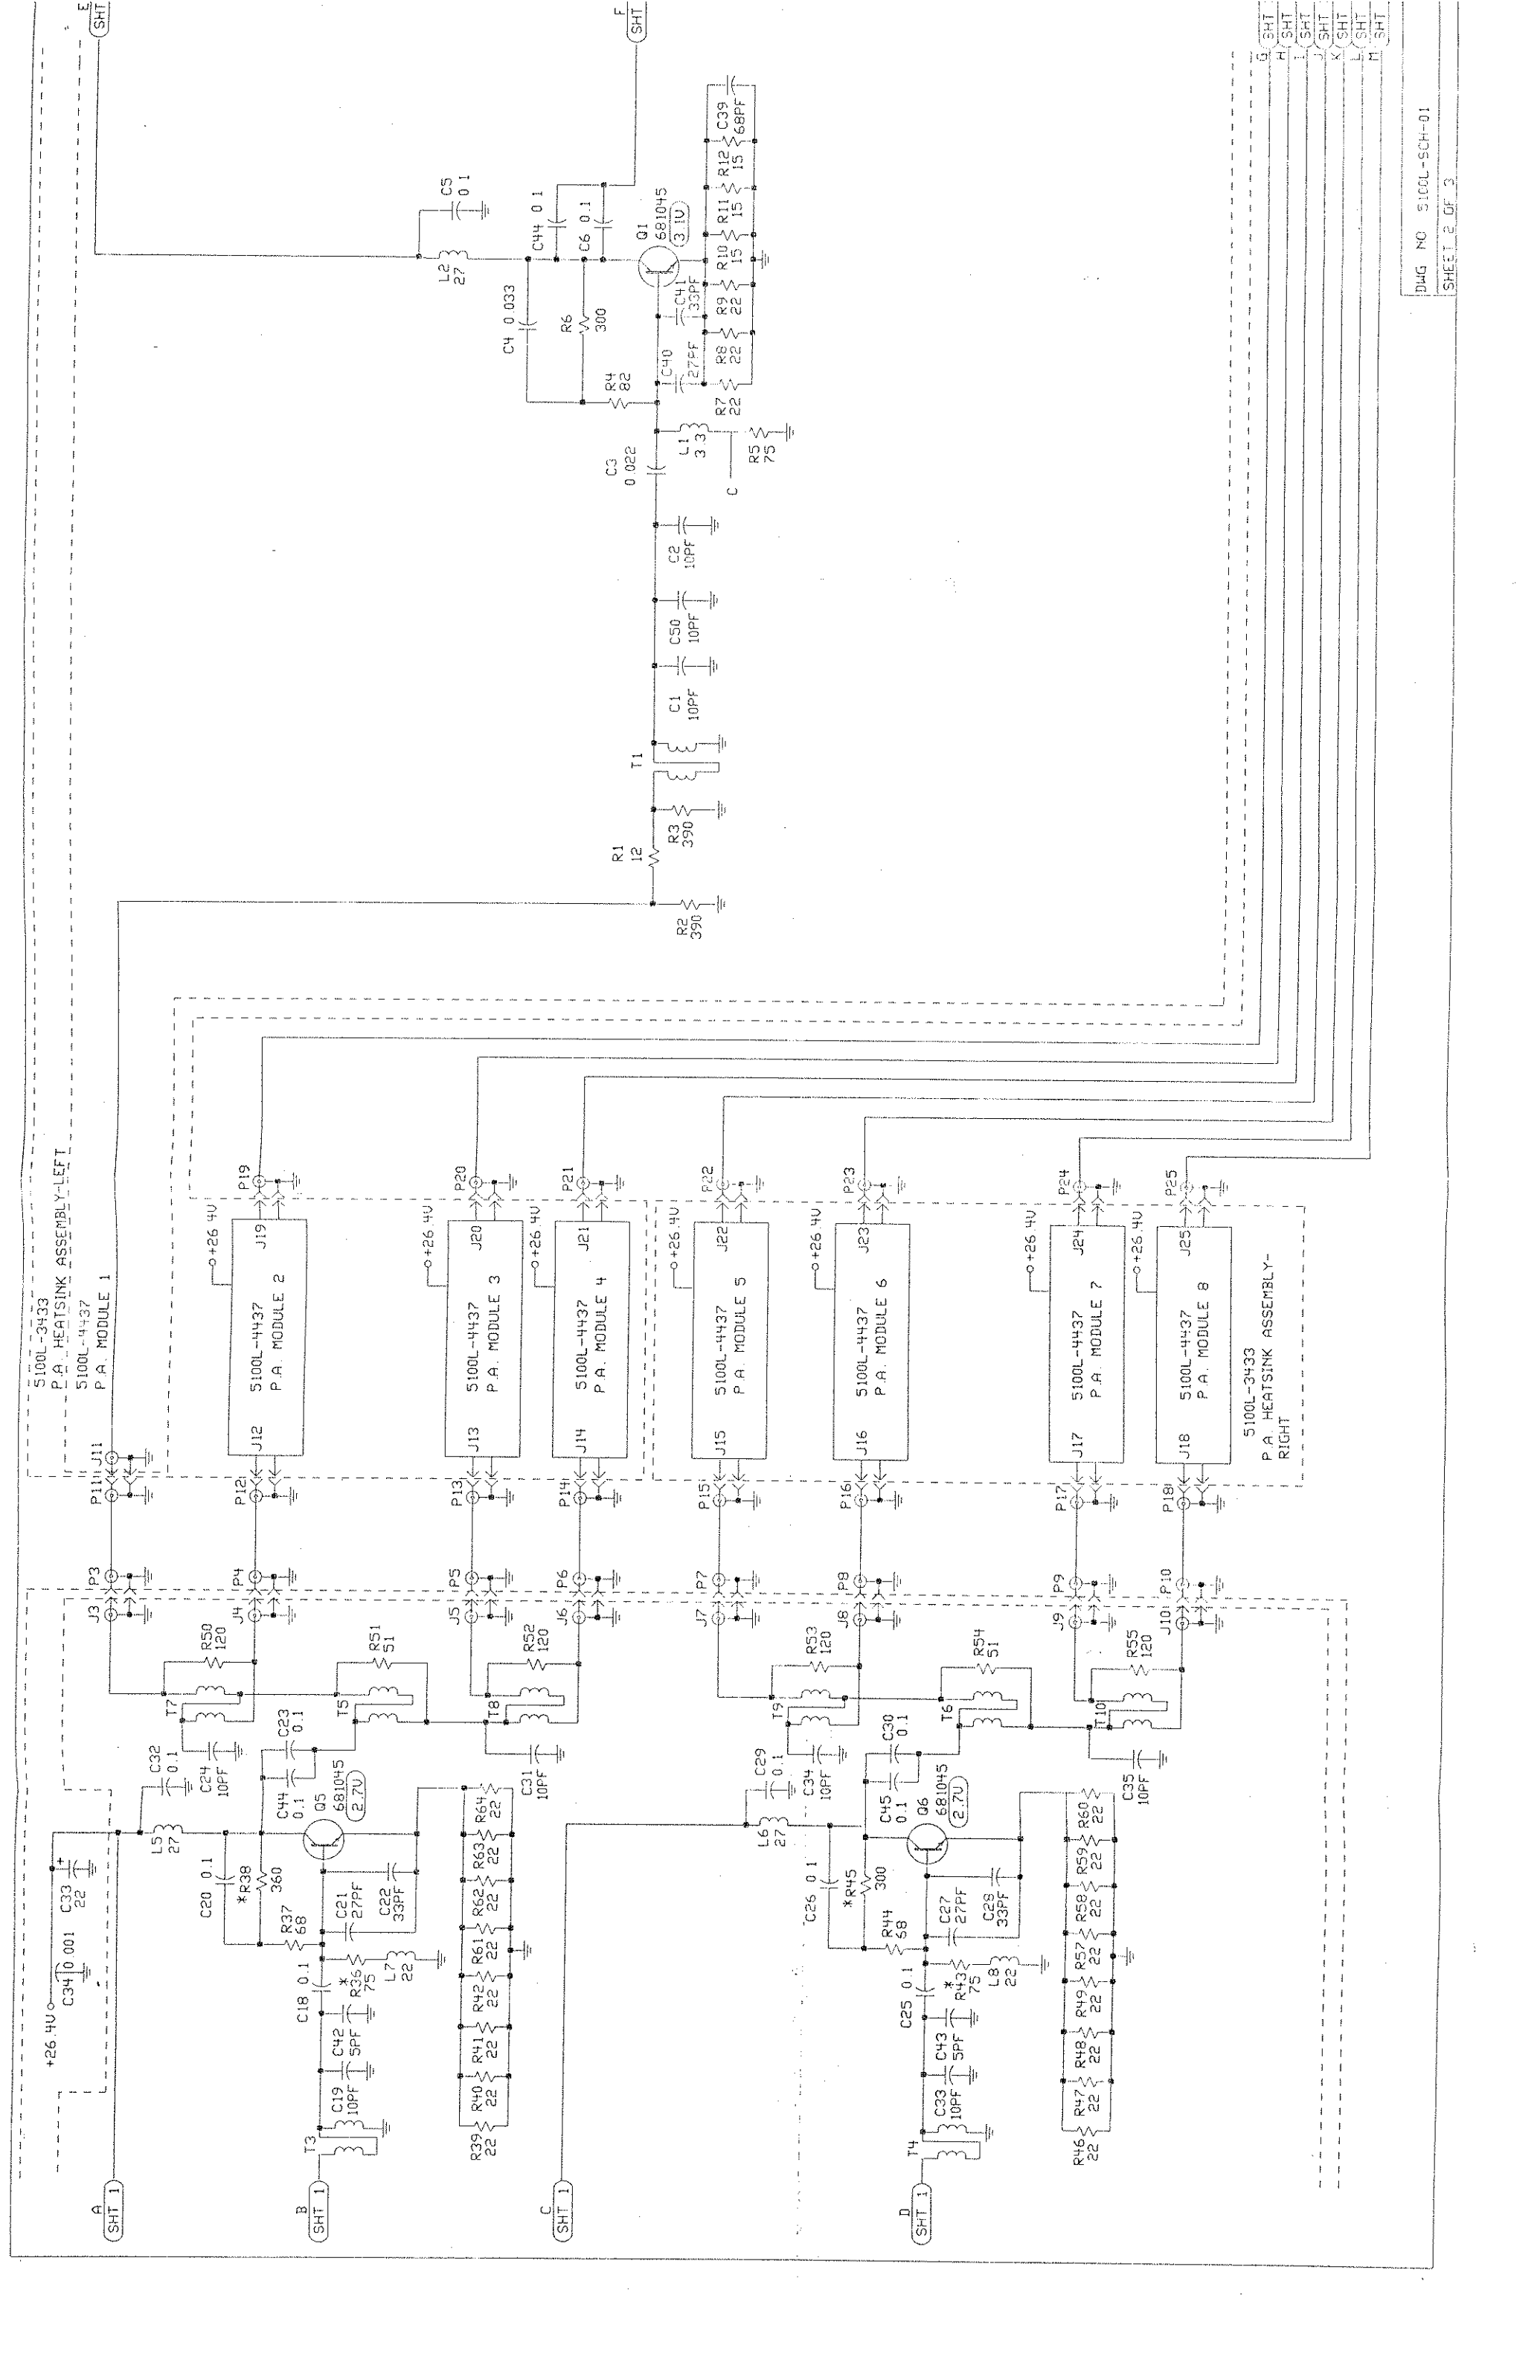 A
SHT 1
B
SHT 1
C
SHT 1
D
SHT 1
+26.4V
C34
0.001
C33
22
+
L5
27
C32
0.1
C20 0.1
*R38
360
R37
68
C18 0.1
*
R36
75
L7
22
C21
27PF
C22
33PF
Q5
681045
2.7V
C44
0.1
C23
0.1
C24
10PF
T3
C19
10PF
C42
5PF
R39
22
R40
22
R41
22
R42
22
R61
22
R62
22
R63
22
R64
22
C31
10PF
T7
R50
120
T5
R51
51
T8
R52
120
L6
27
C29
0.1
C26 0.1
*R45
300
R44
68
C25 0.1
*
R43
75
L8
22
C27
27PF
C28
33PF
Q6
681045
2.7V
C45
0.1
C30
0.1
C34
10PF
T4
C33
10PF
C43
5PF
R46
22
R47
22
R48
22
R49
22
R57
22
R58
22
R59
22
R60
22
C35
10PF
T9
R53
120
T6
R54
51
T10
R55
120
J3
P3
P11
J11
J4
P4
P12
J5
P5
P13
J6
P6
P14
J7
P7
P15
J8
P8
P16
J9
P9
P17
J10
P10
P18
5100L-3433
P.A. HEATSINK ASSEMBLY-LEFT
5100L-4437
P.A. MODULE 1
J12
5100L-4437
P.A. MODULE 2
J19
+26.4V
P19
J13
5100L-4437
P.A. MODULE 3
J20
+26.4V
P20
J14
5100L-4437
P.A. MODULE 4
J21
+26.4V
P21
J15
5100L-4437
P.A. MODULE 5
J22
+26.4V
P22
J16
5100L-4437
P.A. MODULE 6
J23
+26.4V
P23
J17
5100L-4437
P.A. MODULE 7
J24
+26.4V
P24
J18
5100L-4437
P.A. MODULE 8
J25
+26.4V
P25
5100L-3433
P.A. HEATSINK ASSEMBLY-
RIGHT
R2
390
R1
12
R3
390
T1
C1
10PF
C50
10PF
C2
10PF
C3
0.022
L1
3.3
C
R5
75
R4
82
C4 0.033
R6
300
L2
27
C5
0.1
C44 0.1
C6 0.1
Q1
681045
3.1V
C40
27PF
C41
33PF
R7
22
R8
22
R9
22
R10
15
R11
15
R12
15
C39
68PF
E
SHT
F
SHT
G
SHT
H
SHT
I
SHT
J
SHT
K
SHT
L
SHT
M
SHT
DWG NO 5100L-SCH-01
SHEET 2 OF 3